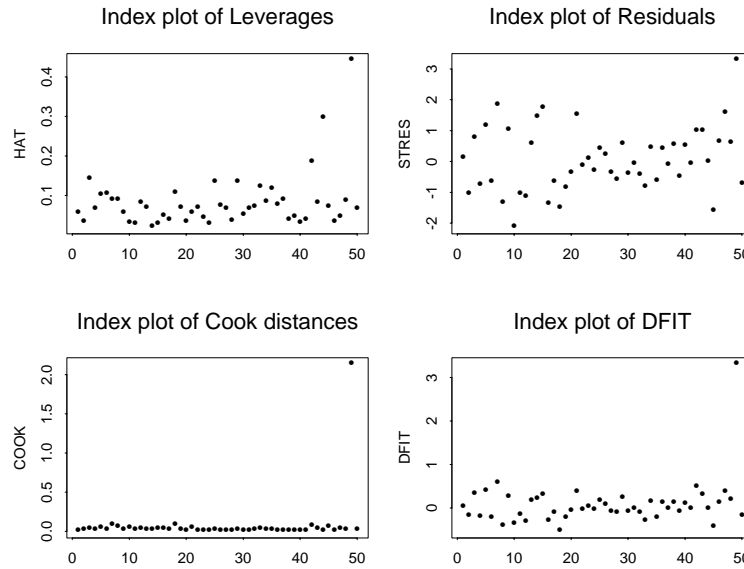 Index plot of Leverages
HAT
0.4
0.3
0.2
0.1
0 10 20 30 40 50
Index plot of Residuals
STRES
3
2
1
0
-1
-2
0 10 20 30 40 50
Index plot of Cook distances
COOK
2.0
1.5
1.0
0.5
0.0
0 10 20 30 40 50
Index plot of DFIT
DFIT
3
2
1
0
0 10 20 30 40 50